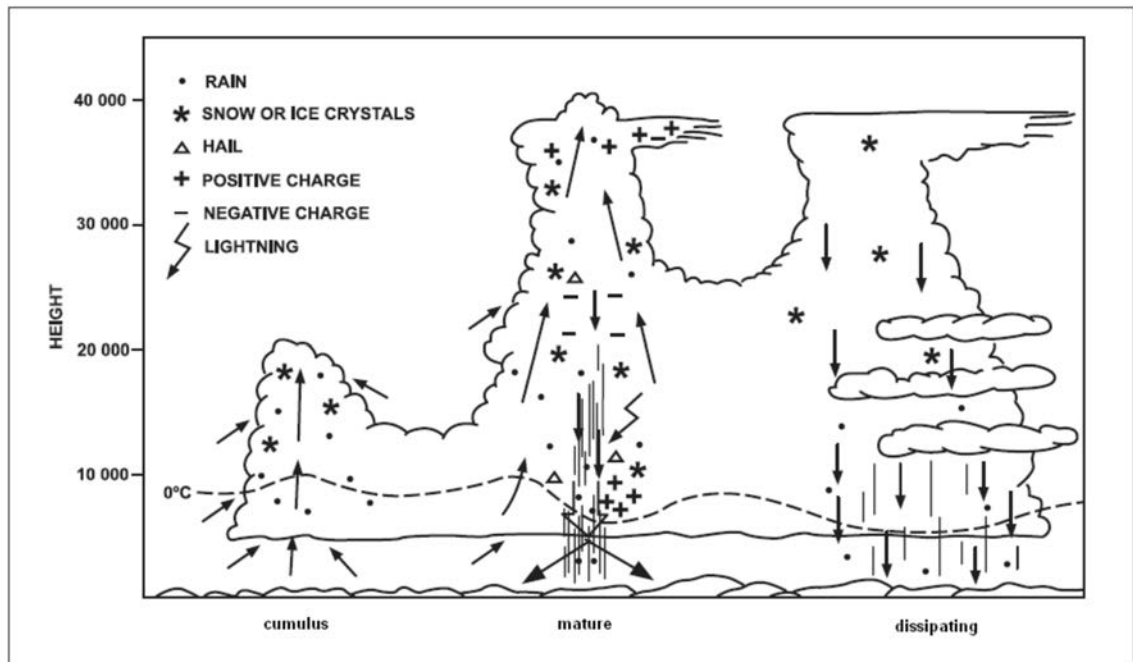 RAIN
SNOW OR ICE CRYSTALS
HAIL
POSITIVE CHARGE
NEGATIVE CHARGE
LIGHTNING
HEIGHT
40 000
30 000
20 000
10 000
0°C
cumulus
mature
dissipating